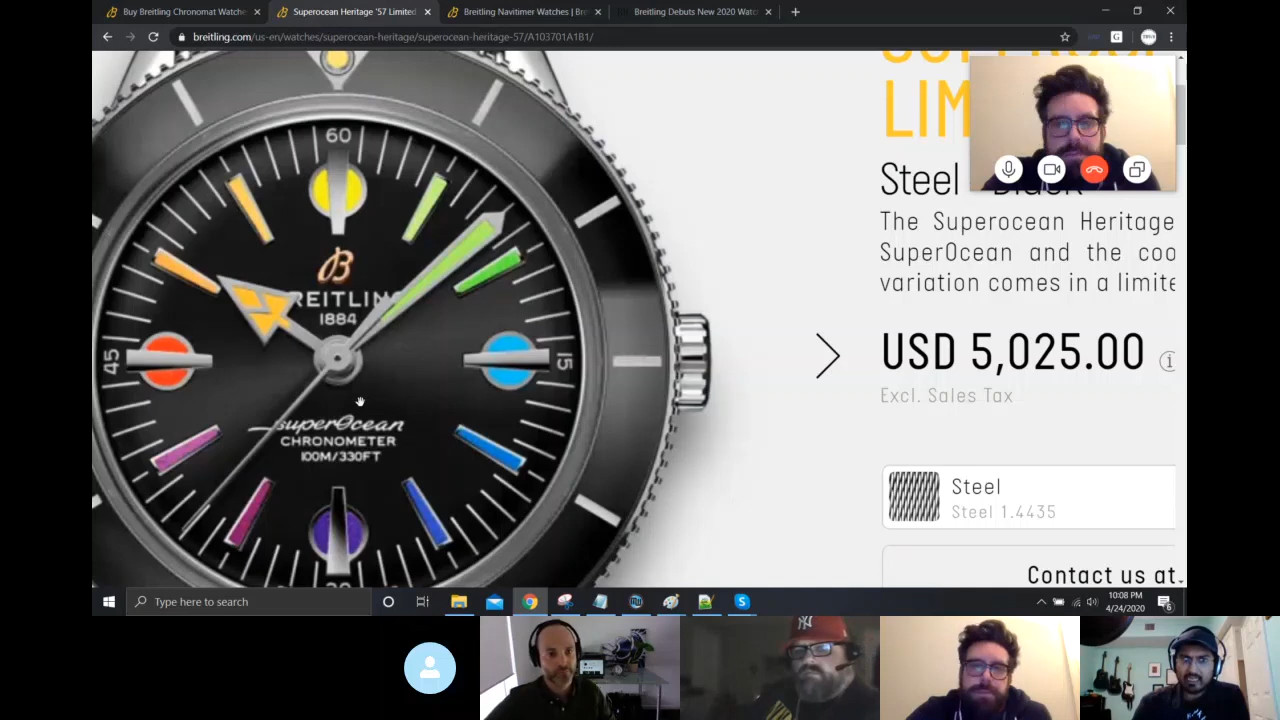 Buy Breitling Chronomat Watche
Superocean Heritage '57 Limited
Breitling Navitimer Watches | Bre
Breitling Debuts New 2020 Watc
breitling.com/us-en/watches/superocean-heritage/superocean-heritage-57/A103701A1B1/
LIM
Steel - Black
The Superocean Heritage
SuperOcean and the coo
variation comes in a limite
USD 5,025.00
Excl. Sales Tax
Steel
Steel 1.4435
Contact us at
60
B
BREITLING
1884
45
15
superOcean
CHRONOMETER
100M/330FT
30
Type here to search
10:08 PM
4/24/2020
6